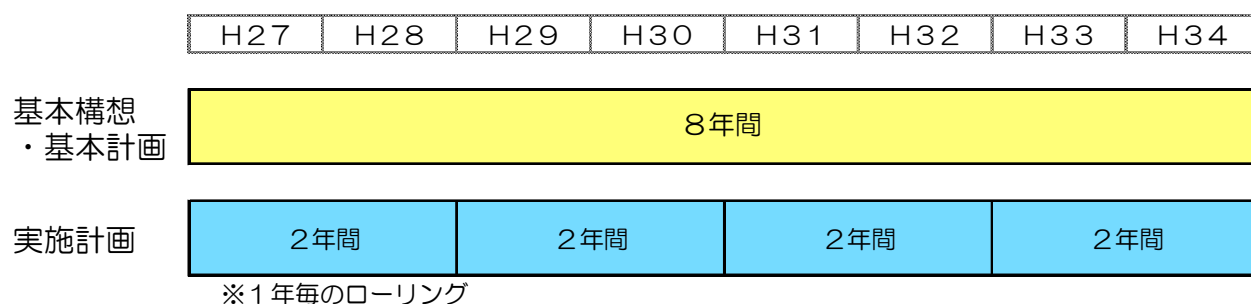 H27 H28 H29 H30 H31 H32 H33 H34
基本構想
・基本計画
8年間
実施計画
2年間 2年間 2年間 2年間
※1年毎のローリング